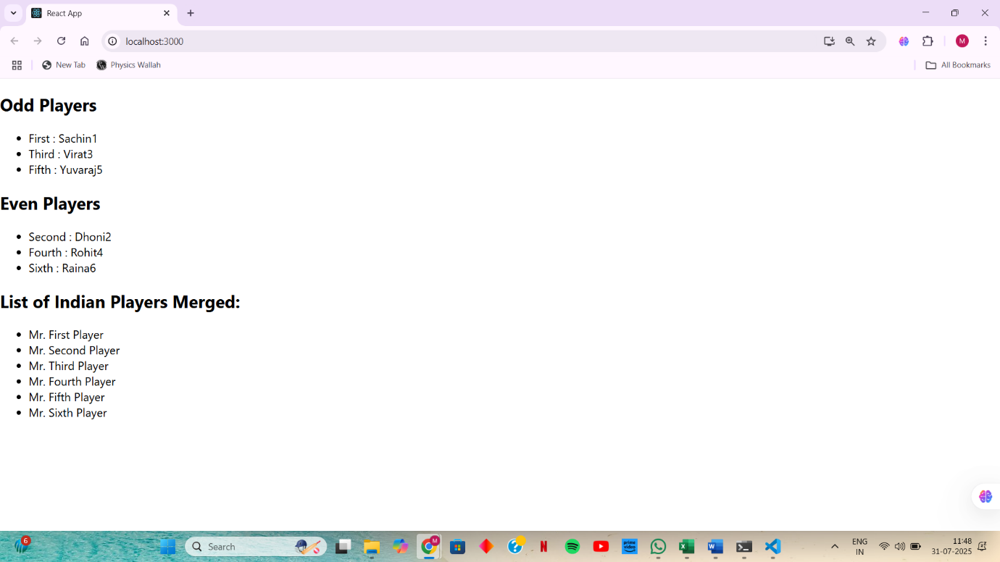 React App
localhost:3000
M
New Tab
Physics Wallah
All Bookmarks
Odd Players
First : Sachin1
Third : Virat3
Fifth : Yuvaraj5
Even Players
Second : Dhoni2
Fourth : Rohit4
Sixth : Raina6
List of Indian Players Merged:
Mr. First Player
Mr. Second Player
Mr. Third Player
Mr. Fourth Player
Mr. Fifth Player
Mr. Sixth Player
6
Search
M
prime video
ENG
IN
11:48
31-07-2025